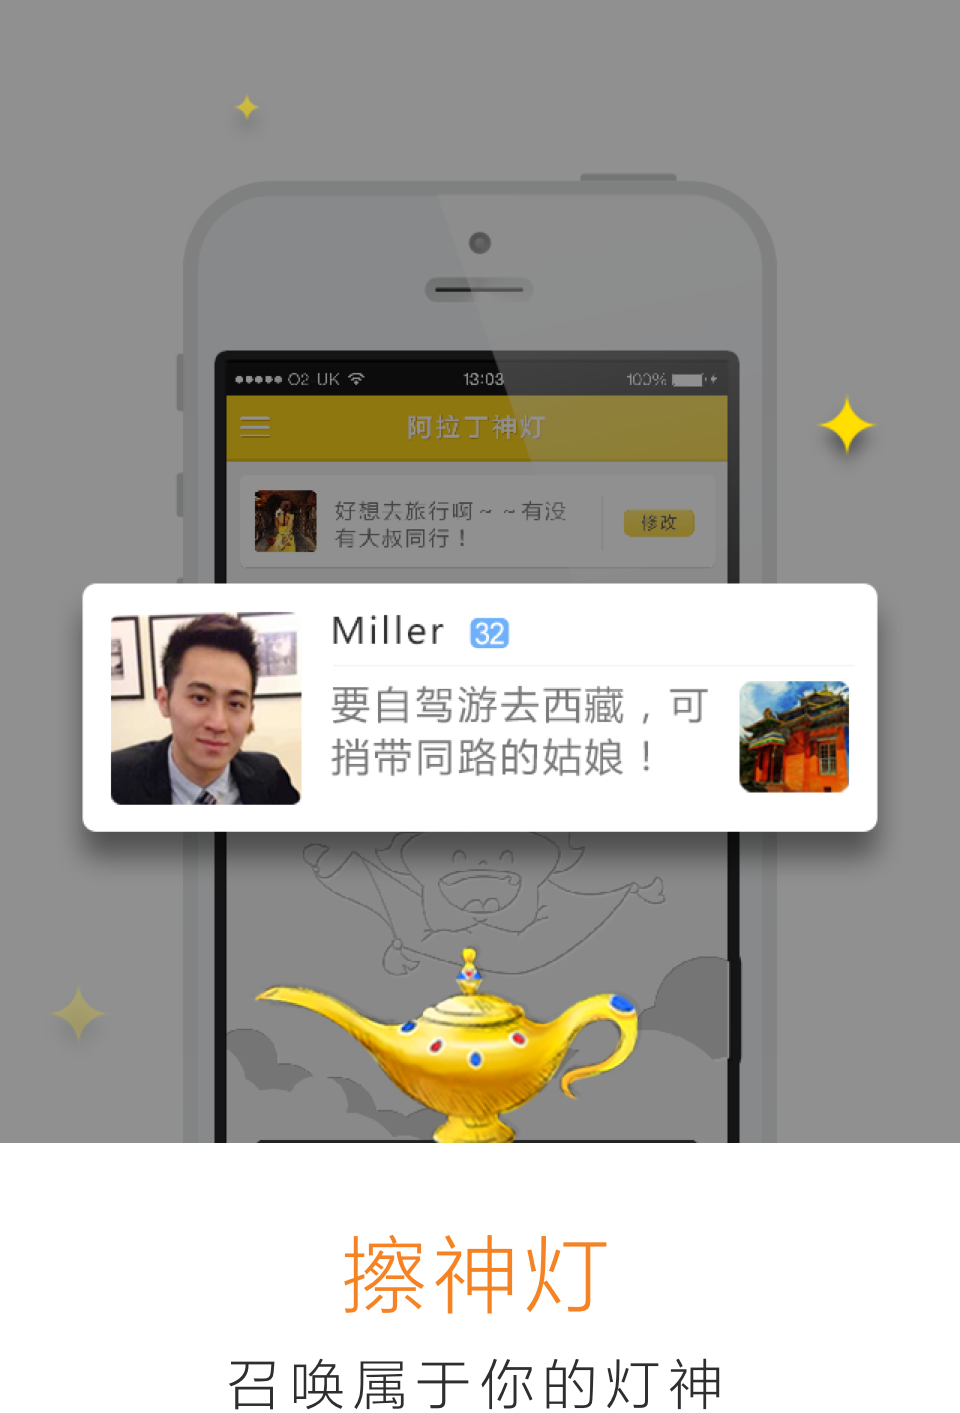 O2 UK 13:03 100%
阿拉丁神灯
好想去旅行啊~~有没
有大叔同行！
修改
Miller 32
要自驾游去西藏，可
捎带同路的姑娘！
擦神灯
召唤属于你的灯神